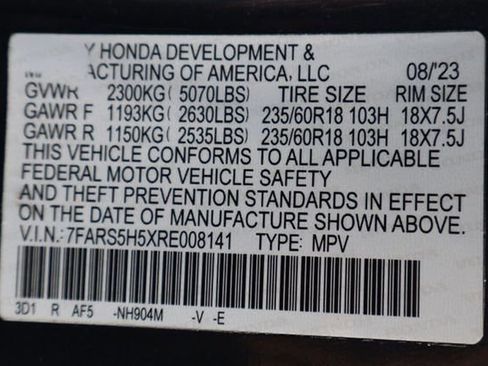 Y HONDA DEVELOPMENT &
ACTURING OF AMERICA, LLC 08/'23
GVWR 2300KG( 5070LBS) TIRE SIZE RIM SIZE
GAWR F 1193KG( 2630LBS) 235/60R18 103H 18X7.5J
GAWR R 1150KG( 2535LBS) 235/60R18 103H 18X7.5J
THIS VEHICLE CONFORMS TO ALL APPLICABLE
FEDERAL MOTOR VEHICLE SAFETY
AND THEFT PREVENTION STANDARDS IN EFFECT
ON THE DATE OF MANUFACTURE SHOWN ABOVE.
V.I.N.:7FARS5H5XRE008141 TYPE: MPV
3D1 R AF5 -NH904M -V -E